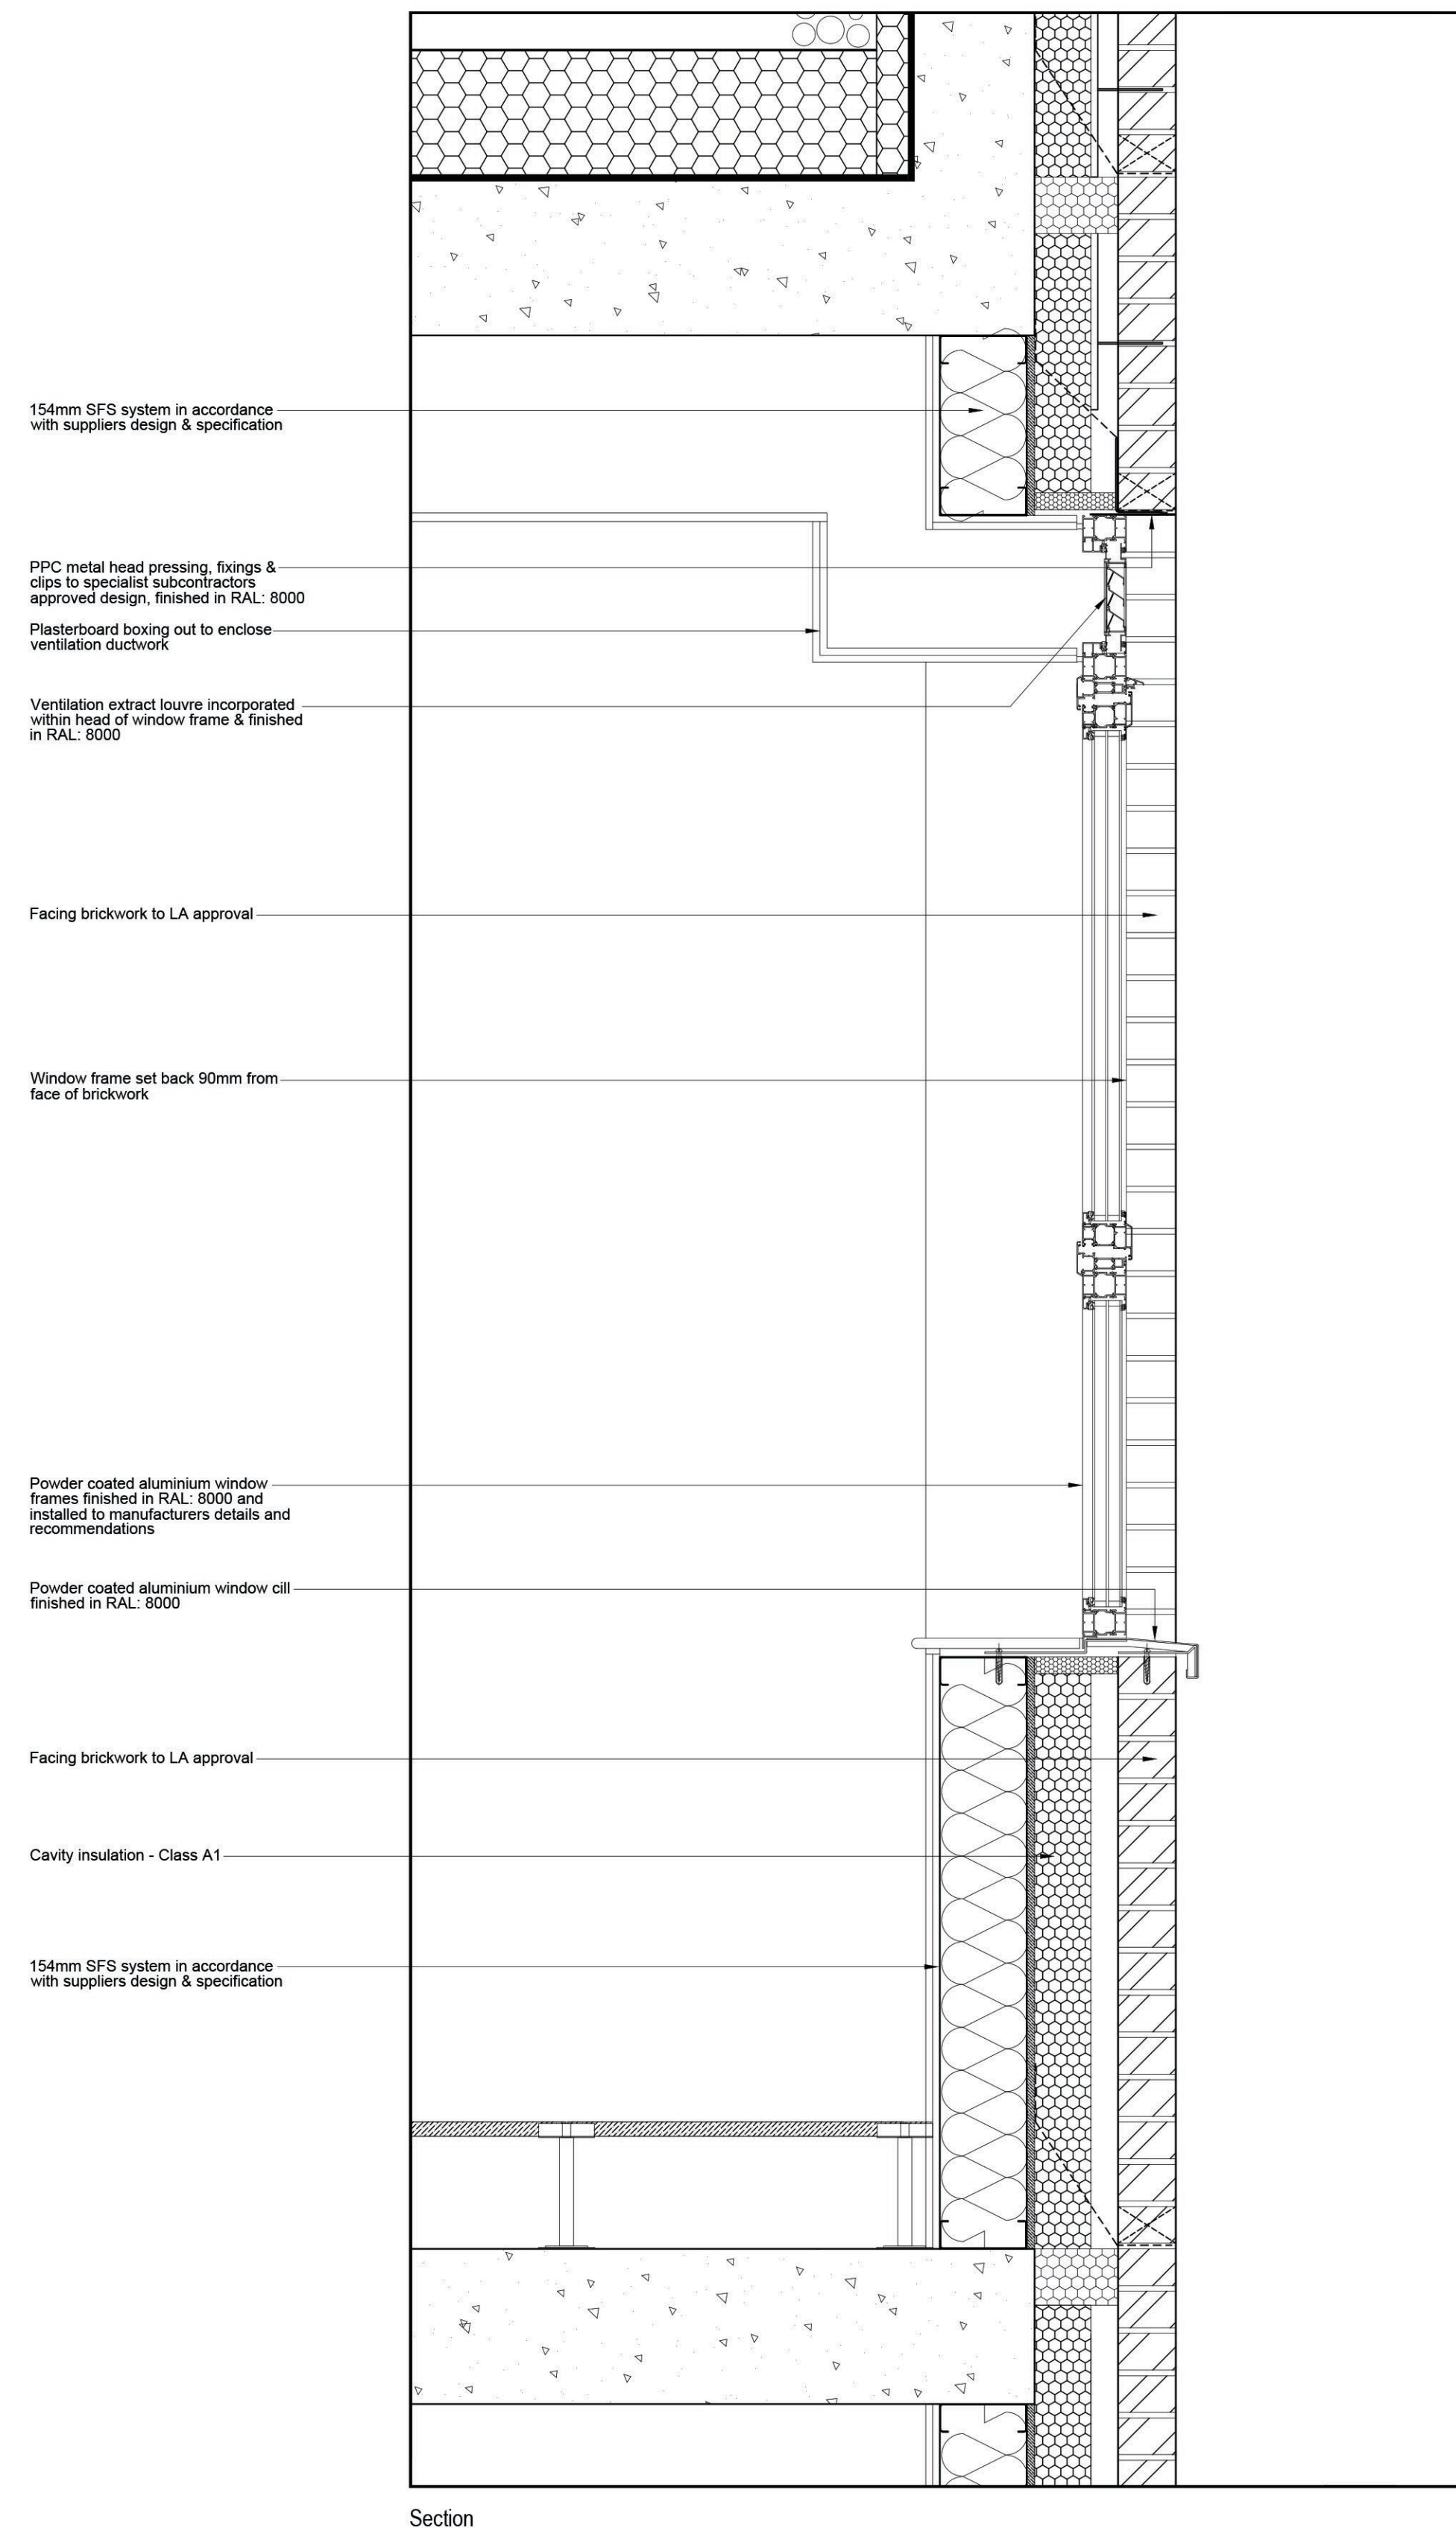 154mm SFS system in accordance
with suppliers design & specification
PPC metal head pressing, fixings &
clips to specialist subcontractors
approved design, finished in RAL: 8000
Plasterboard boxing out to enclose
ventilation ductwork
Ventilation extract louvre incorporated
within head of window frame & finished
in RAL: 8000
Facing brickwork to LA approval
Window frame set back 90mm from
face of brickwork
Powder coated aluminium window
frames finished in RAL: 8000 and
installed to manufacturers details and
recommendations
Powder coated aluminium window cill
finished in RAL: 8000
Facing brickwork to LA approval
Cavity insulation - Class A1
154mm SFS system in accordance
with suppliers design & specification
Section